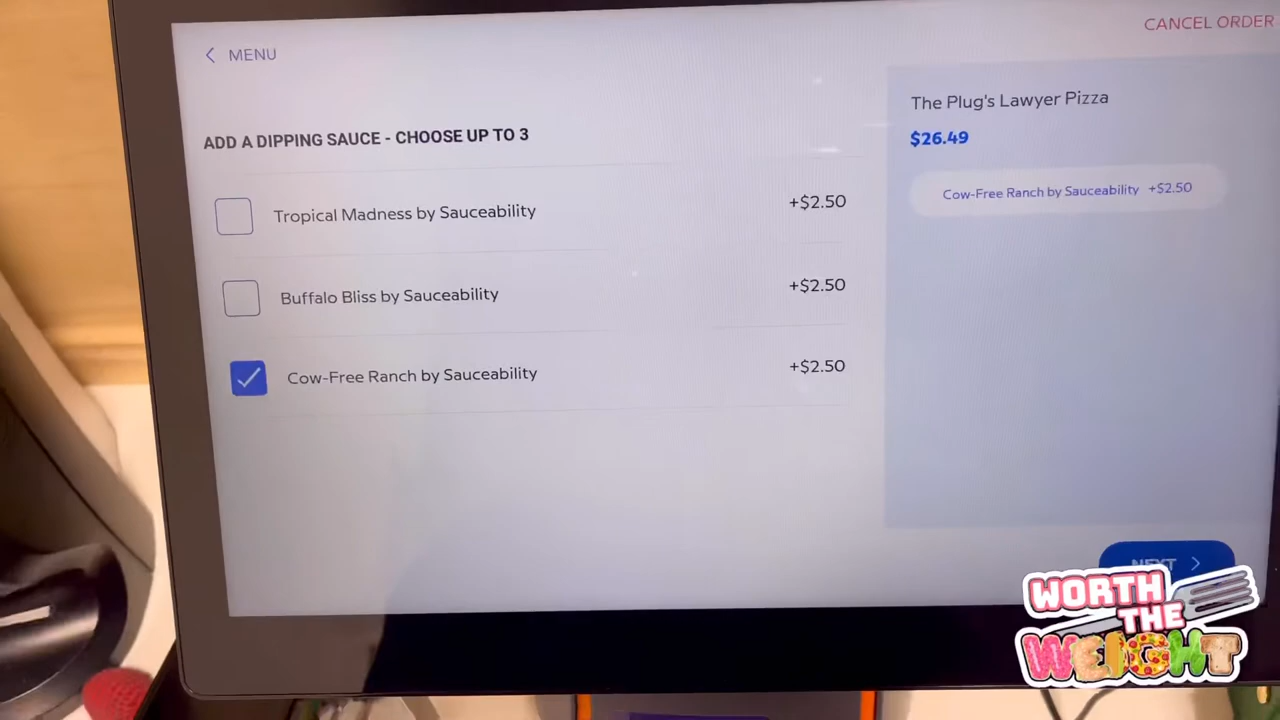 MENU
CANCEL ORDER
ADD A DIPPING SAUCE - CHOOSE UP TO 3
Tropical Madness by Sauceability +$2.50
Buffalo Bliss by Sauceability +$2.50
Cow-Free Ranch by Sauceability +$2.50
The Plug's Lawyer Pizza
$26.49
Cow-Free Ranch by Sauceability +$2.50
NEXT
WORTH
THE
WEIGHT